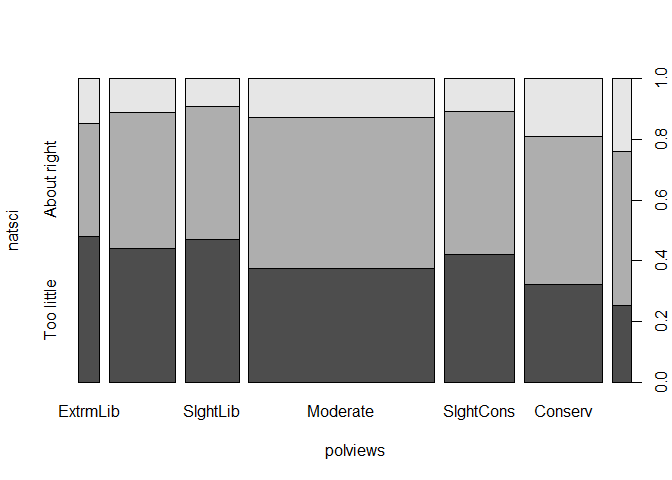 natsci
About right
Too little
1.0
0.8
0.6
0.4
0.2
0.0
ExtrmLib SlghtLib Moderate SlghtCons Conserv
polviews